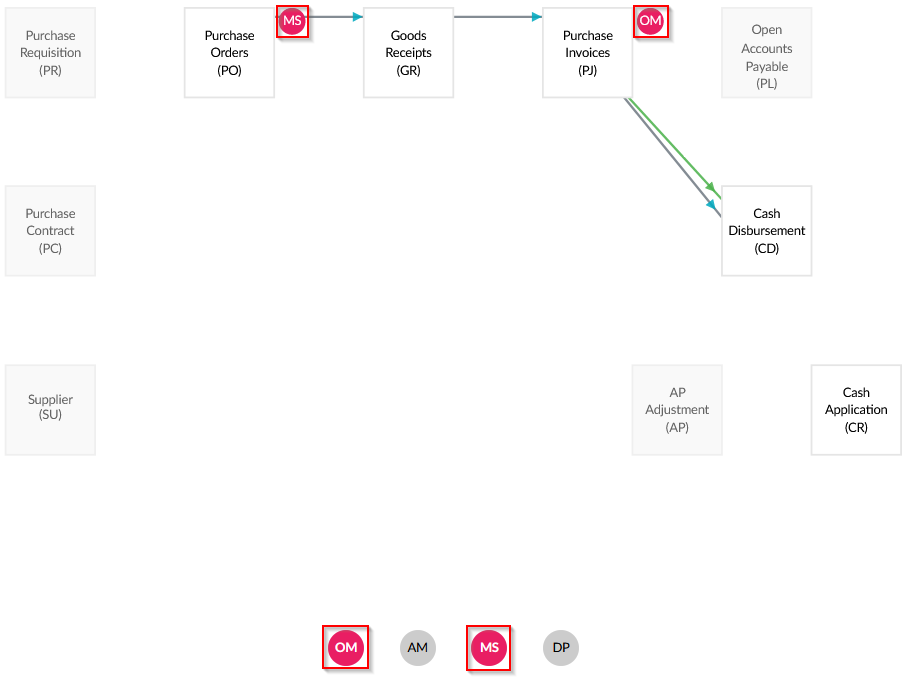 Purchase
Requisition
(PR)
Purchase
Orders
(PO)
MS
Goods
Receipts
(GR)
Purchase
Invoices
(PJ)
OM
Open
Accounts
Payable
(PL)
Purchase
Contract
(PC)
Cash
Disbursement
(CD)
Supplier
(SU)
AP
Adjustment
(AP)
Cash
Application
(CR)
OM
AM
MS
DP